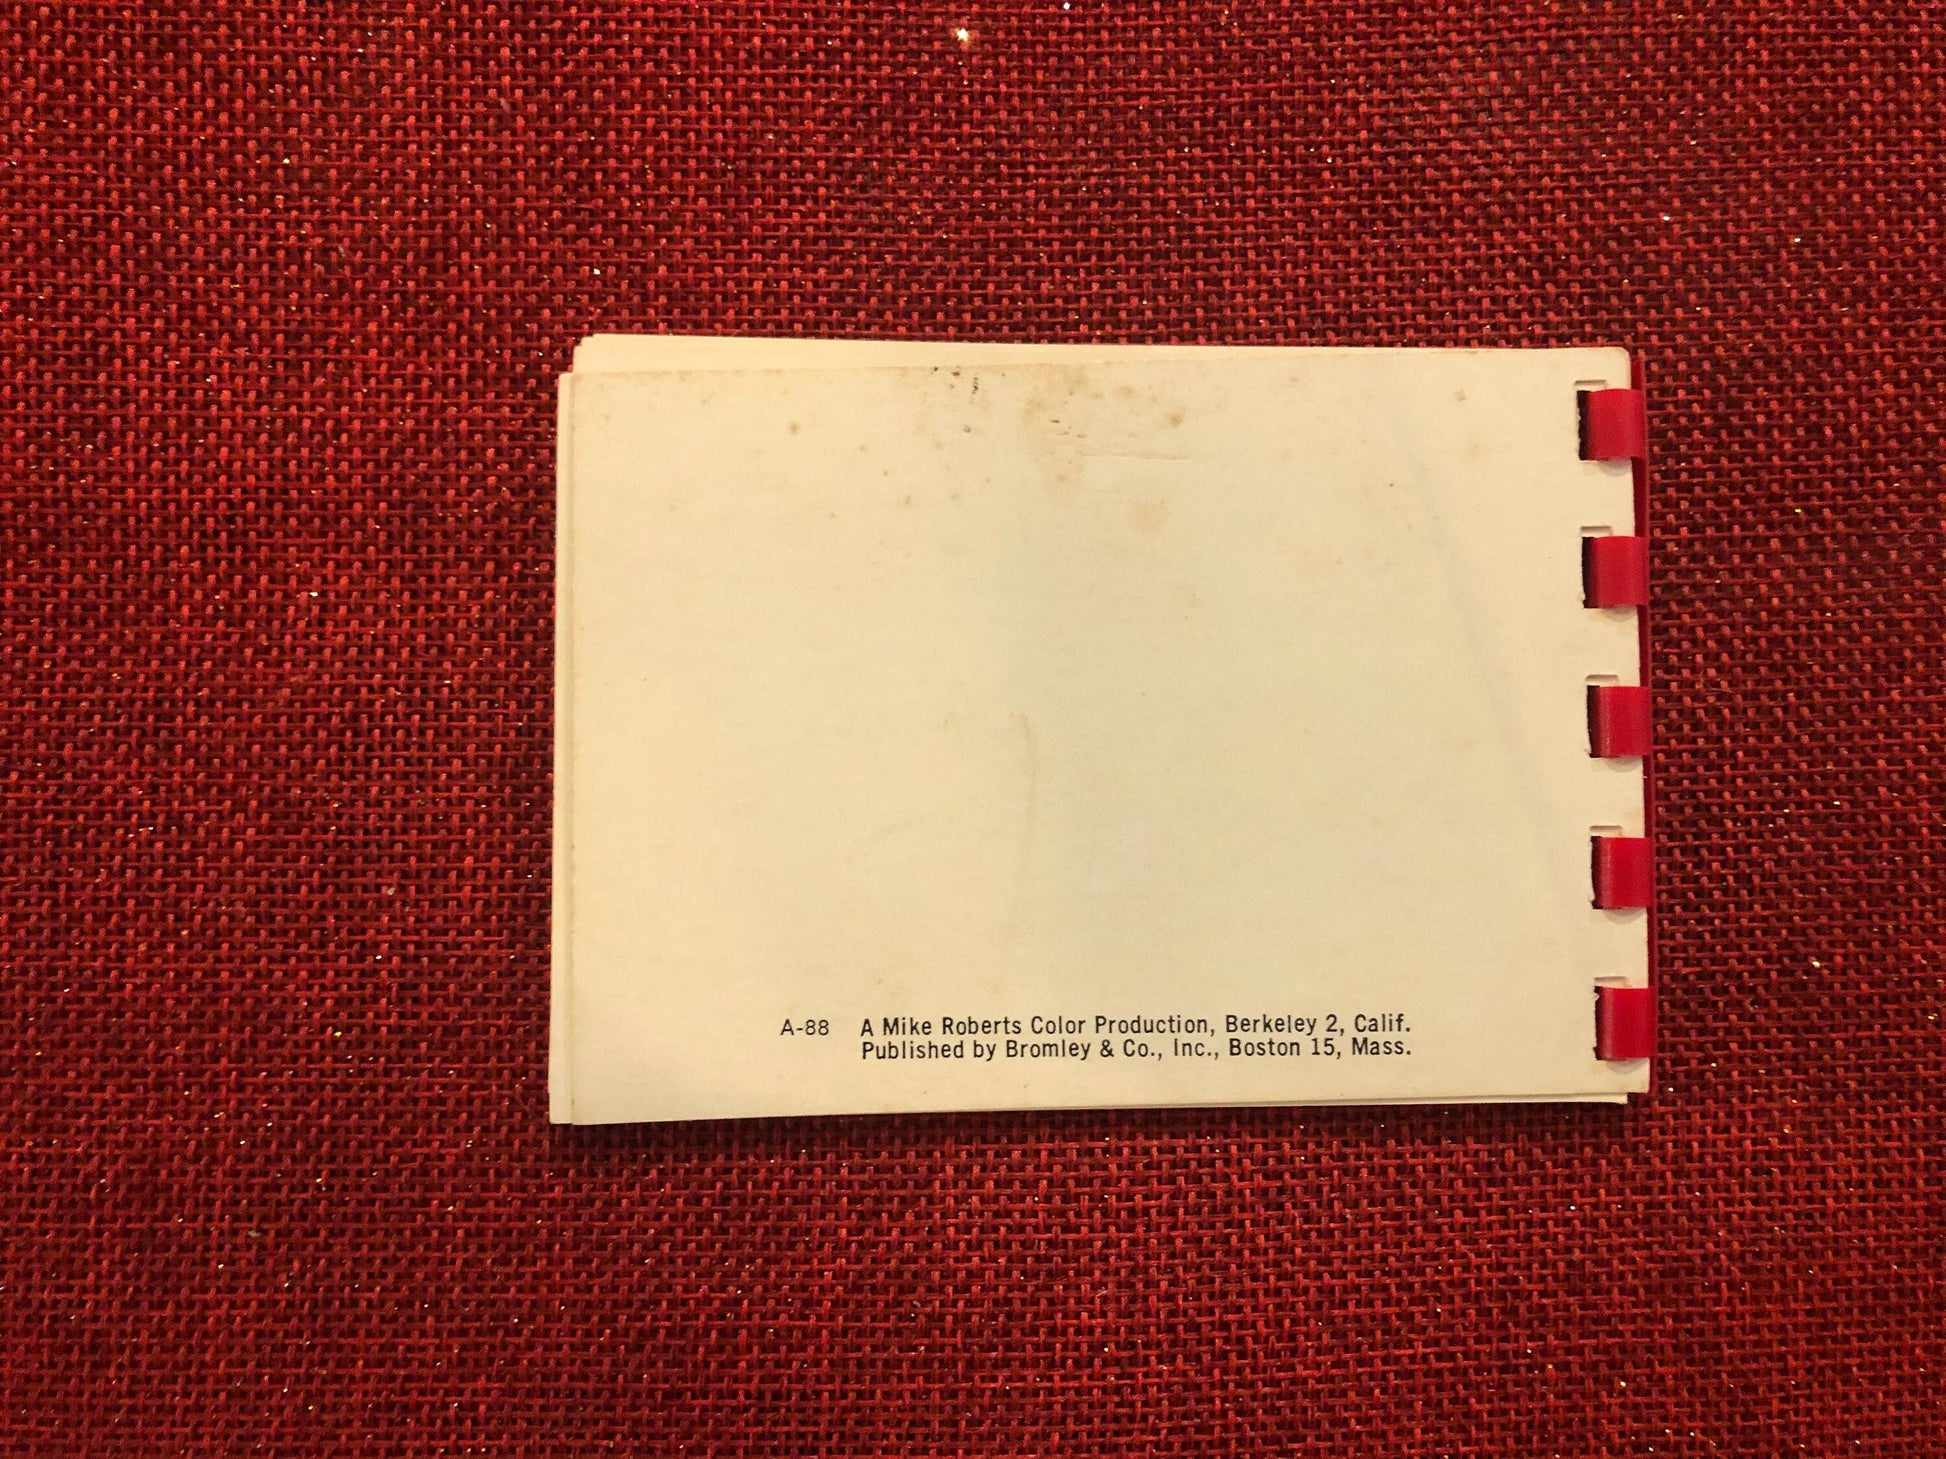 A-88 A Mike Roberts Color Production, Berkeley 2, Calif.
Published by Bromley & Co., Inc., Boston 15, Mass.